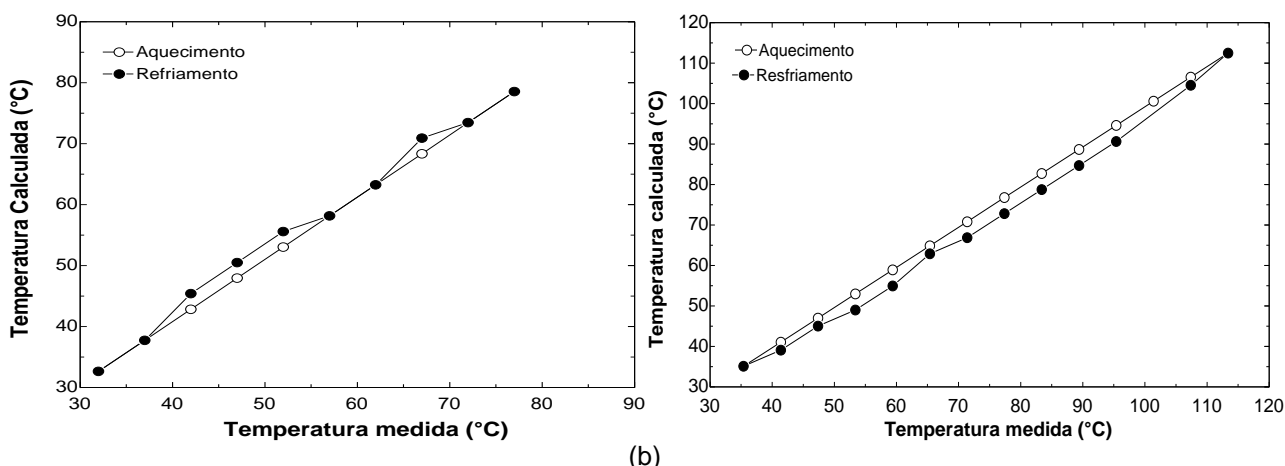 90
80
70
60
50
40
30
Temperatura Calculada (°C)
Aquecimento
Refriamento
30 40 50 60 70 80 90
Temperatura medida (°C)
120
110
100
90
80
70
60
50
40
30
Temperatura calculada (°C)
Aquecimento
Resfriamento
30 40 50 60 70 80 90 100 110 120
Temperatura medida (°C)
(b)